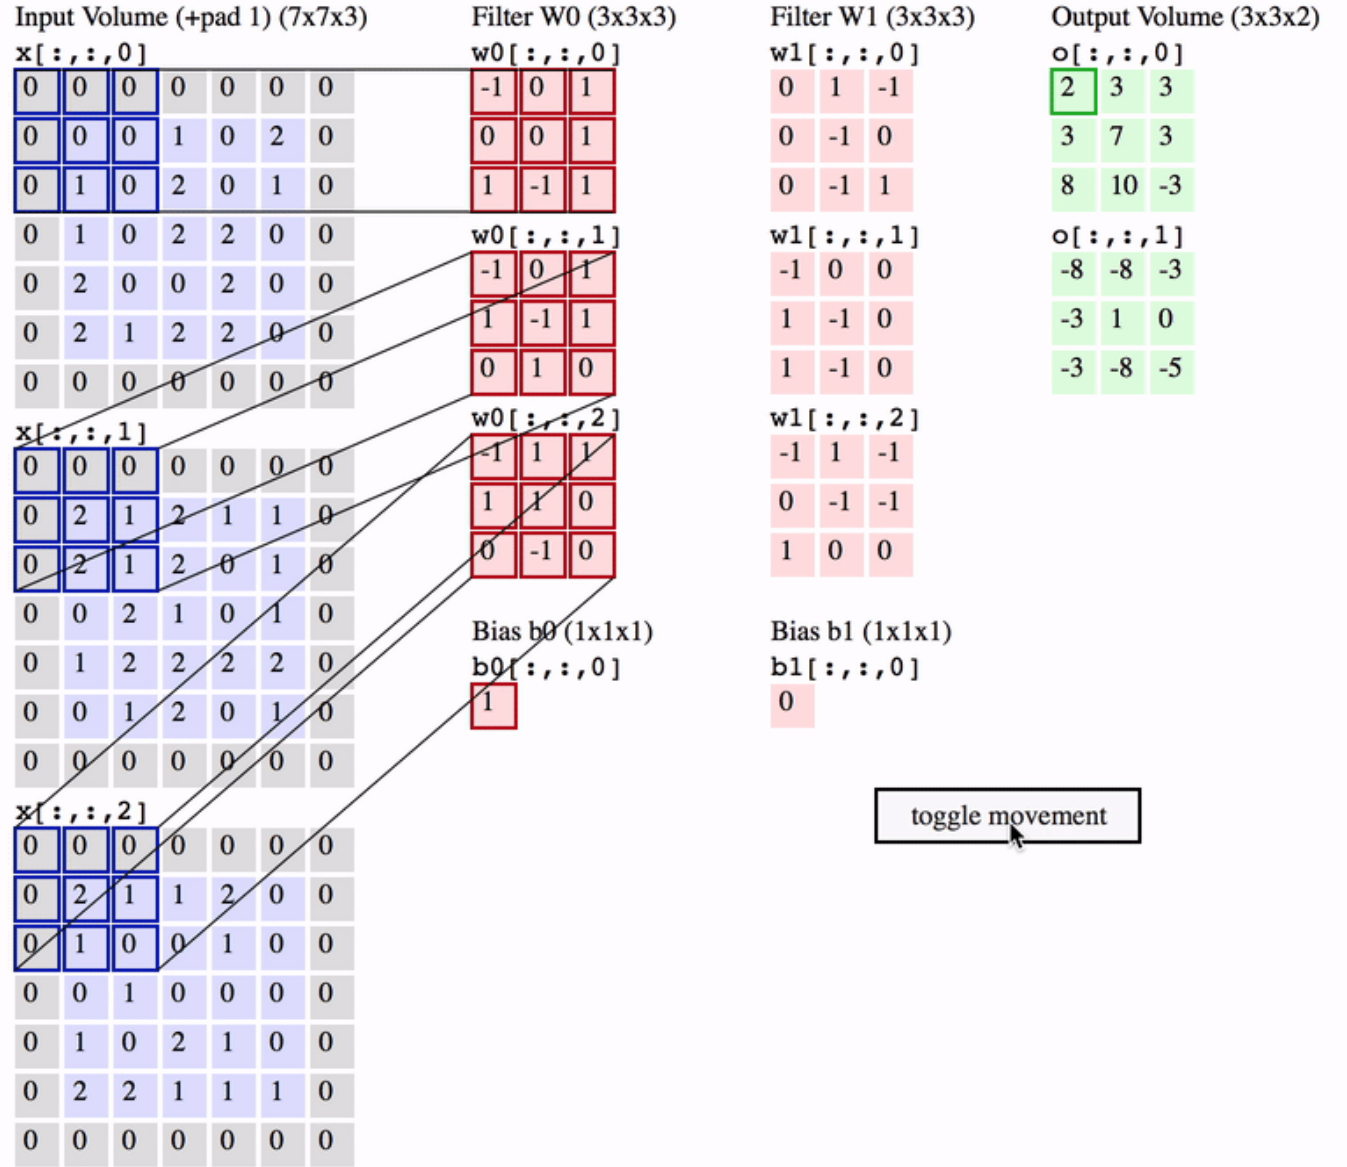 Input Volume (+pad 1) (7x7x3)
x[:,:,0]
0 0 0 0 0 0 0
0 0 0 1 0 2 0
0 1 0 2 0 1 0
0 1 0 2 2 0 0
0 2 0 0 2 0 0
0 2 1 2 2 0 0
0 0 0 0 0 0 0
x[:,:,1]
0 0 0 0 0 0 0
0 2 1 2 1 1 0
0 2 1 2 0 1 0
0 0 2 1 0 1 0
0 1 2 2 2 2 0
0 0 1 2 0 1 0
0 0 0 0 0 0 0
x[:,:,2]
0 0 0 0 0 0 0
0 2 1 1 2 0 0
0 1 0 0 1 0 0
0 0 1 0 0 0 0
0 1 0 2 1 0 0
0 2 2 1 1 1 0
0 0 0 0 0 0 0
Filter W0 (3x3x3)
w0[:,:,0]
-1 0 1
0 0 1
1 -1 1
w0[:,:,1]
-1 0 1
1 -1 1
0 1 0
w0[:,:,2]
-1 1 1
1 1 0
0 -1 0
Bias b0 (1x1x1)
b0[:,:,0]
1
Filter W1 (3x3x3)
w1[:,:,0]
0 1 -1
0 -1 0
0 -1 1
w1[:,:,1]
-1 0 0
1 -1 0
1 -1 0
w1[:,:,2]
-1 1 -1
0 -1 -1
1 0 0
Bias b1 (1x1x1)
b1[:,:,0]
0
Output Volume (3x3x2)
o[:,:,0]
2 3 3
3 7 3
8 10 -3
o[:,:,1]
-8 -8 -3
-3 1 0
-3 -8 -5
toggle movement